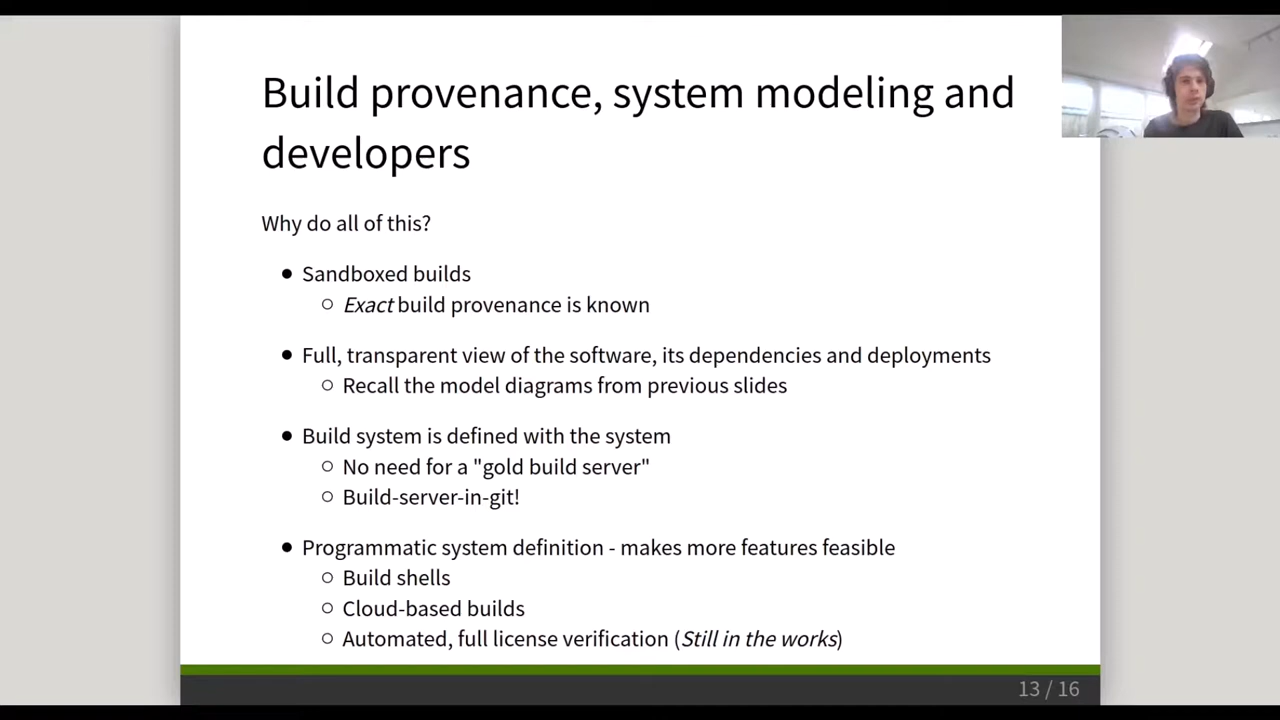 Build provenance, system modeling and
developers
Why do all of this?
● Sandboxed builds
○ Exact build provenance is known
● Full, transparent view of the software, its dependencies and deployments
○ Recall the model diagrams from previous slides
● Build system is defined with the system
○ No need for a "gold build server"
○ Build-server-in-git!
● Programmatic system definition - makes more features feasible
○ Build shells
○ Cloud-based builds
○ Automated, full license verification (Still in the works)
13 / 16